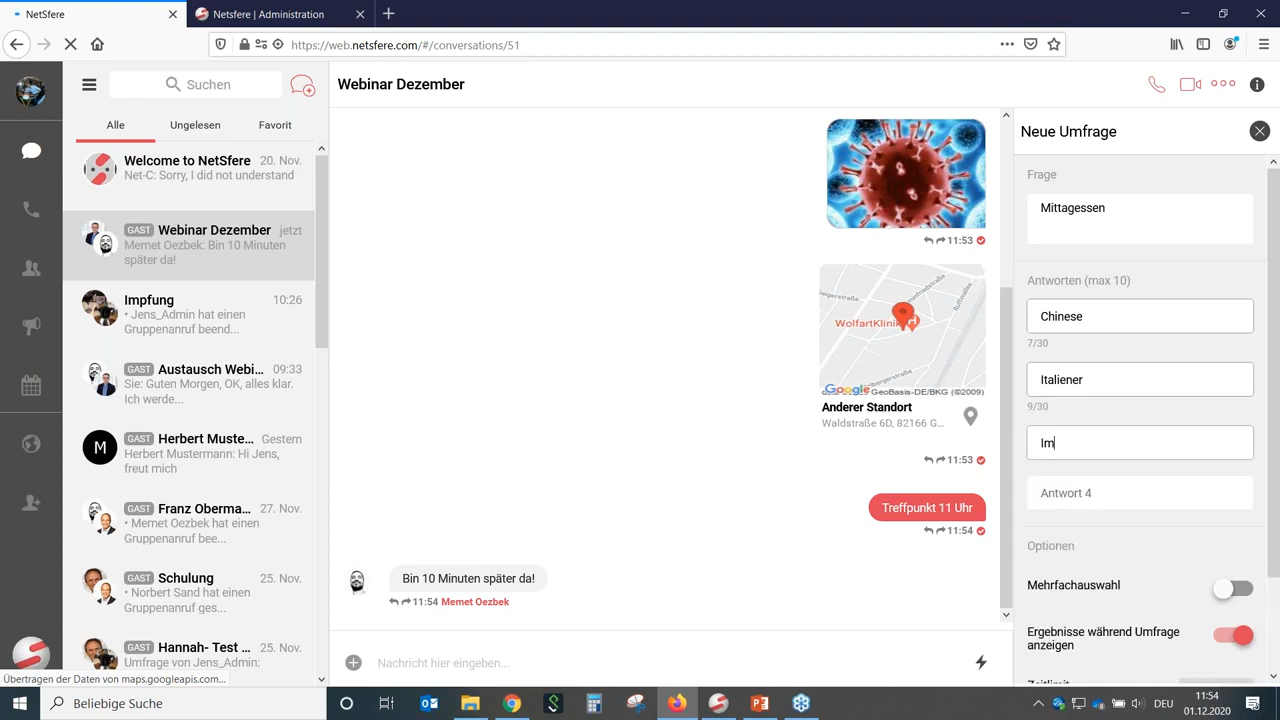 NetSfere
Netsfere | Administration
https://web.netsfere.com/#/conversations/51
Suchen
Alle
Ungelesen
Favorit
Welcome to NetSfere
20. Nov.
Net-C: Sorry, I did not understand
GAST Webinar Dezember
jetzt
Memet Oezbek: Bin 10 Minuten
später da!
Impfung
10:26
• Jens_Admin hat einen
Gruppenanruf beend...
GAST Austausch Webi...
09:33
Sie: Guten Morgen, OK, alles klar.
Ich werde...
M
GAST Herbert Muste...
Gestern
Herbert Mustermann: Hi Jens,
freut mich
GAST Franz Oberma...
27. Nov.
• Memet Oezbek hat einen
Gruppenanruf bee...
GAST Schulung
25. Nov.
• Norbert Sand hat einen
Gruppenanruf ges...
GAST Hannah- Test ...
25. Nov.
Umfrage von Jens_Admin:
Übertragen der Daten von maps.googleapis.com...
Webinar Dezember
11:53
WolfartKlini
Google
GeoBasis-DE/BKG (©2009)
Anderer Standort
Waldstraße 6D, 82166 G...
11:53
Treffpunkt 11 Uhr
11:54
Bin 10 Minuten später da!
11:54 Memet Oezbek
Nachricht hier eingeben...
Neue Umfrage
Frage
Mittagessen
Antworten (max 10)
Chinese
7/30
Italiener
9/30
Im
Antwort 4
Optionen
Mehrfachauswahl
Ergebnisse während Umfrage
anzeigen
Zeitlimit
Beliebige Suche
DEU
11:54
01.12.2020